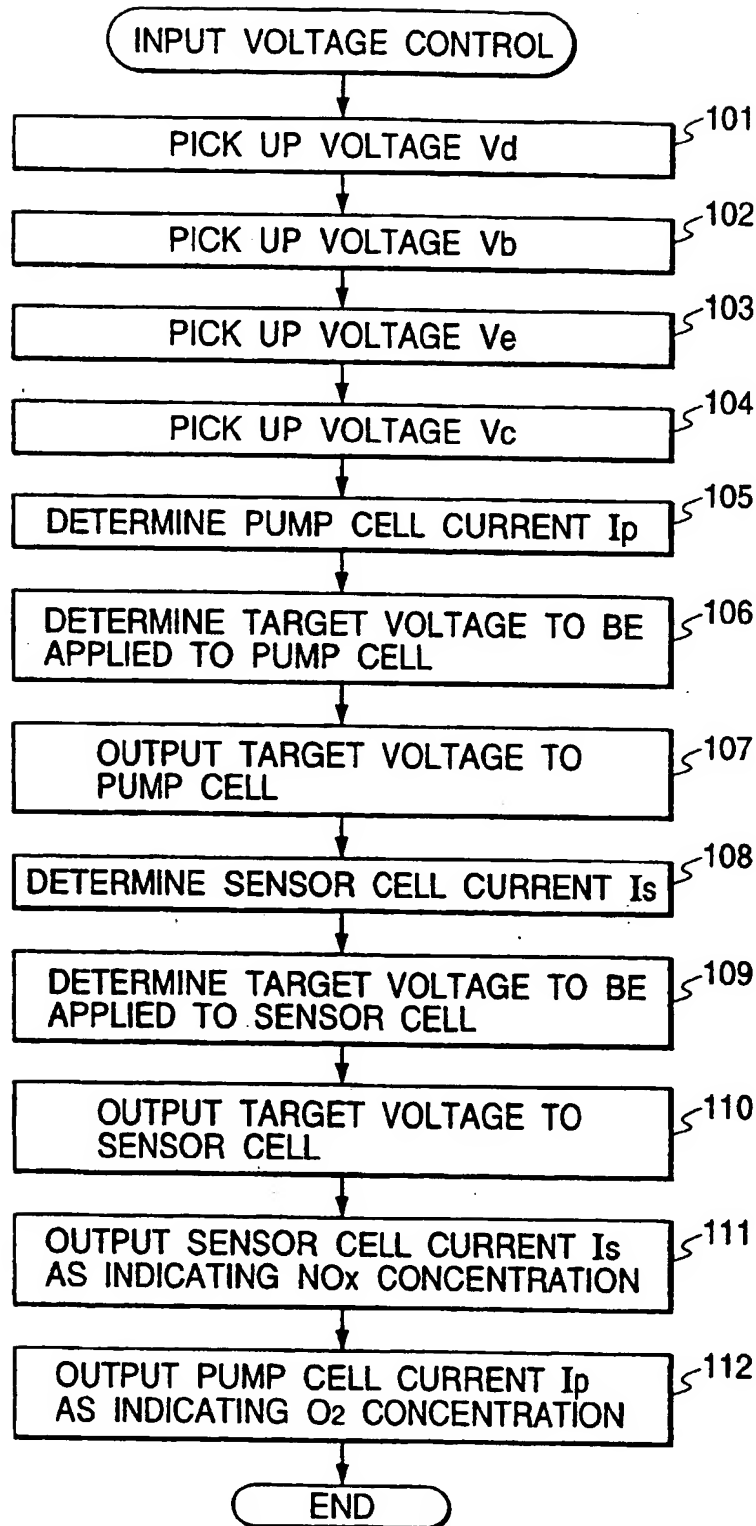 INPUT VOLTAGE CONTROL
101
PICK UP VOLTAGE Vd
102
PICK UP VOLTAGE Vb
103
PICK UP VOLTAGE Ve
104
PICK UP VOLTAGE Vc
105
DETERMINE PUMP CELL CURRENT Ip
106
DETERMINE TARGET VOLTAGE TO BE
APPLIED TO PUMP CELL
107
OUTPUT TARGET VOLTAGE TO
PUMP CELL
108
DETERMINE SENSOR CELL CURRENT Is
109
DETERMINE TARGET VOLTAGE TO BE
APPLIED TO SENSOR CELL
110
OUTPUT TARGET VOLTAGE TO
SENSOR CELL
111
OUTPUT SENSOR CELL CURRENT Is
AS INDICATING NOx CONCENTRATION
112
OUTPUT PUMP CELL CURRENT Ip
AS INDICATING O2 CONCENTRATION
END